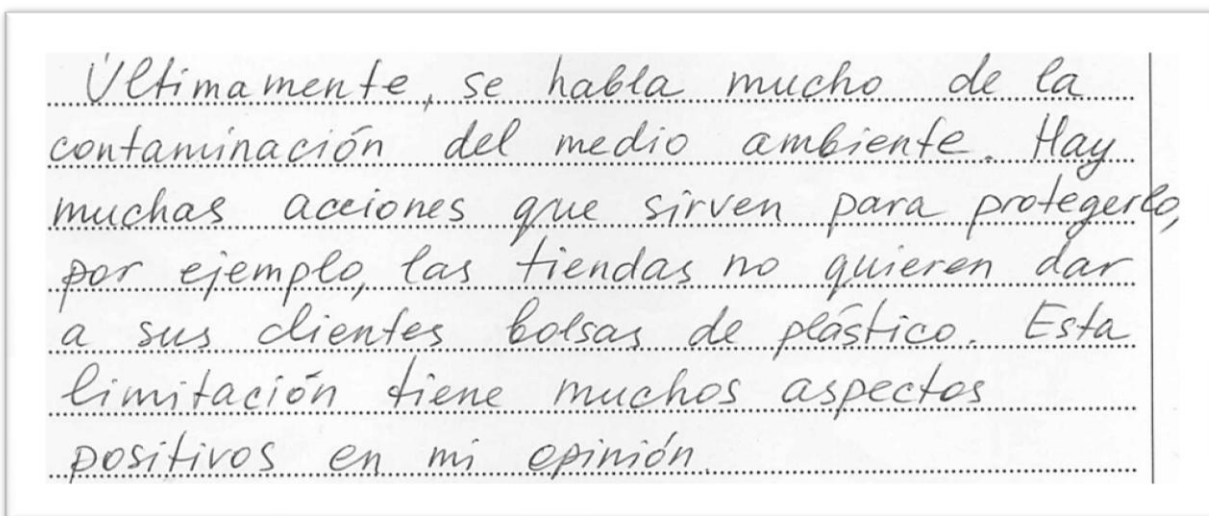 Últimamente, se habla mucho de la
contaminación del medio ambiente. Hay
muchas acciones que sirven para protegerlo,
por ejemplo, las tiendas no quieren dar
a sus clientes bolsas de plástico. Esta
limitación tiene muchos aspectos
positivos en mi opinión.